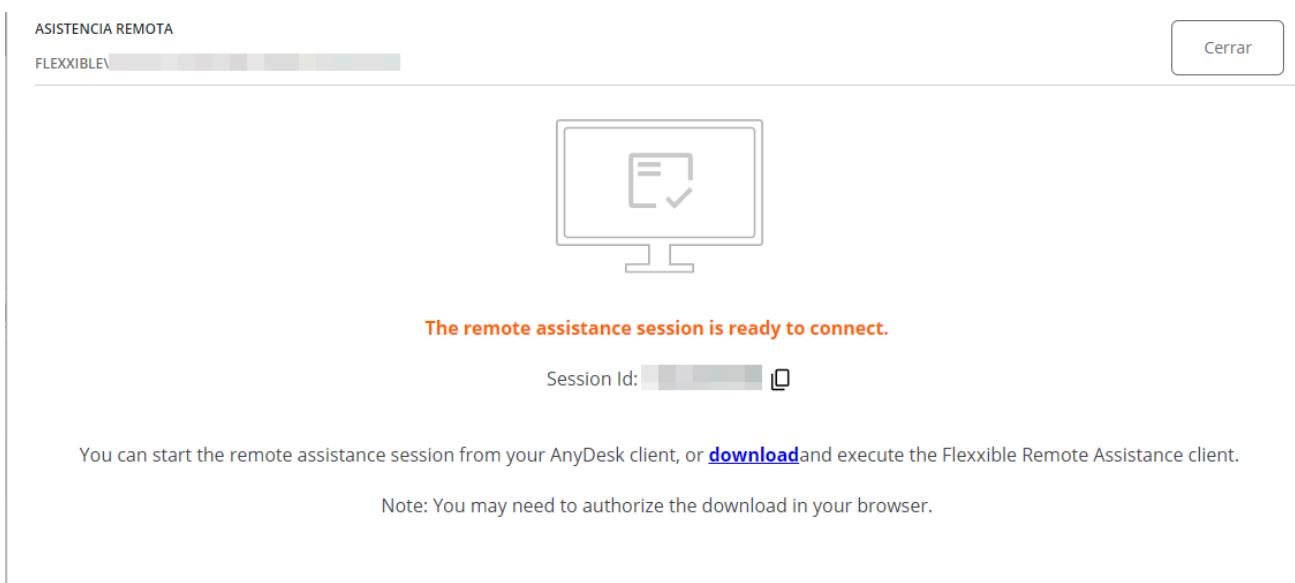 ASISTENCIA REMOTA
Cerrar
FLEXXIBLE\
The remote assistance session is ready to connect.
Session Id:
You can start the remote assistance session from your AnyDesk client, or downloadand execute the Flexxible Remote Assistance client.
Note: You may need to authorize the download in your browser.